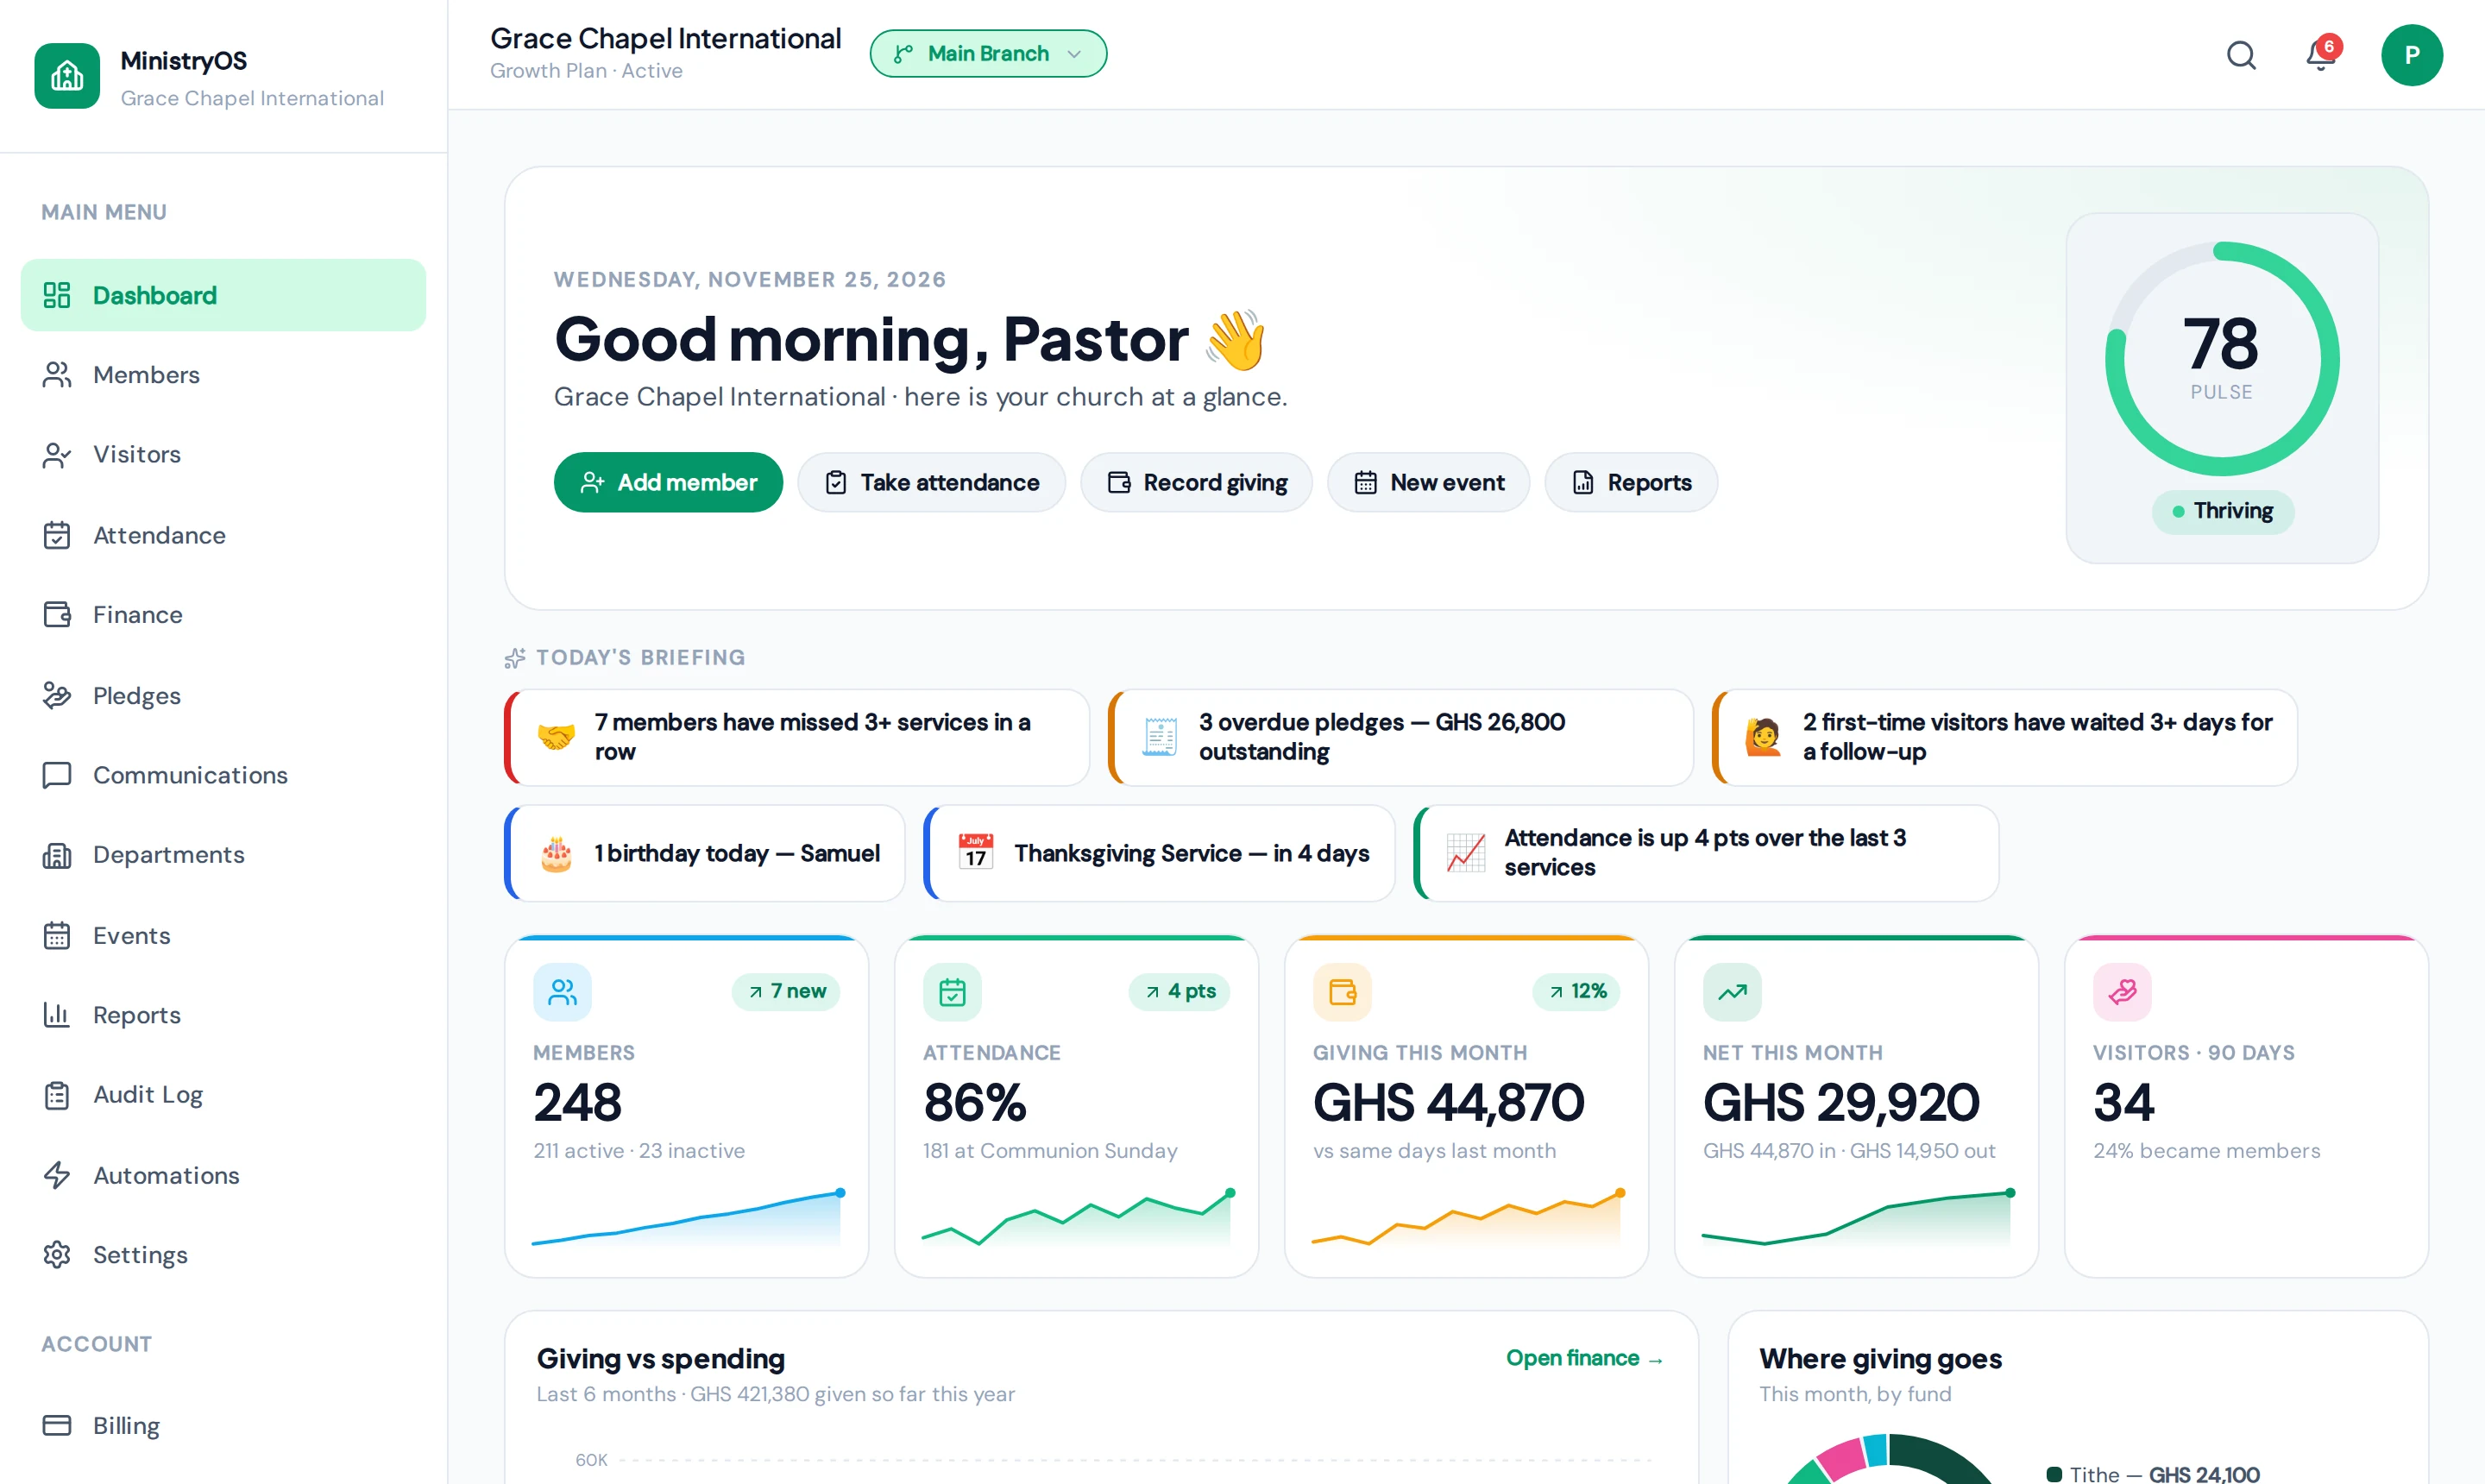 MinistryOS
Grace Chapel International
MAIN MENU
Dashboard
Members
Visitors
Attendance
Finance
Pledges
Communications
Departments
Events
Reports
Audit Log
Automations
Settings
ACCOUNT
Billing
Grace Chapel International
Growth Plan · Active
Main Branch
6
P
WEDNESDAY, NOVEMBER 25, 2026
Good morning, Pastor 👋
Grace Chapel International · here is your church at a glance.
Add member
Take attendance
Record giving
New event
Reports
78
PULSE
Thriving
TODAY'S BRIEFING
7 members have missed 3+ services in a
row
3 overdue pledges — GHS 26,800
outstanding
2 first-time visitors have waited 3+ days for
a follow-up
1 birthday today — Samuel
July
17
Thanksgiving Service — in 4 days
Attendance is up 4 pts over the last 3
services
7 new
MEMBERS
248
211 active · 23 inactive
4 pts
ATTENDANCE
86%
181 at Communion Sunday
12%
GIVING THIS MONTH
GHS 44,870
vs same days last month
NET THIS MONTH
GHS 29,920
GHS 44,870 in · GHS 14,950 out
VISITORS · 90 DAYS
34
24% became members
Giving vs spending
Last 6 months · GHS 421,380 given so far this year
Open finance →
60K
Where giving goes
This month, by fund
Tithe — GHS 24,100